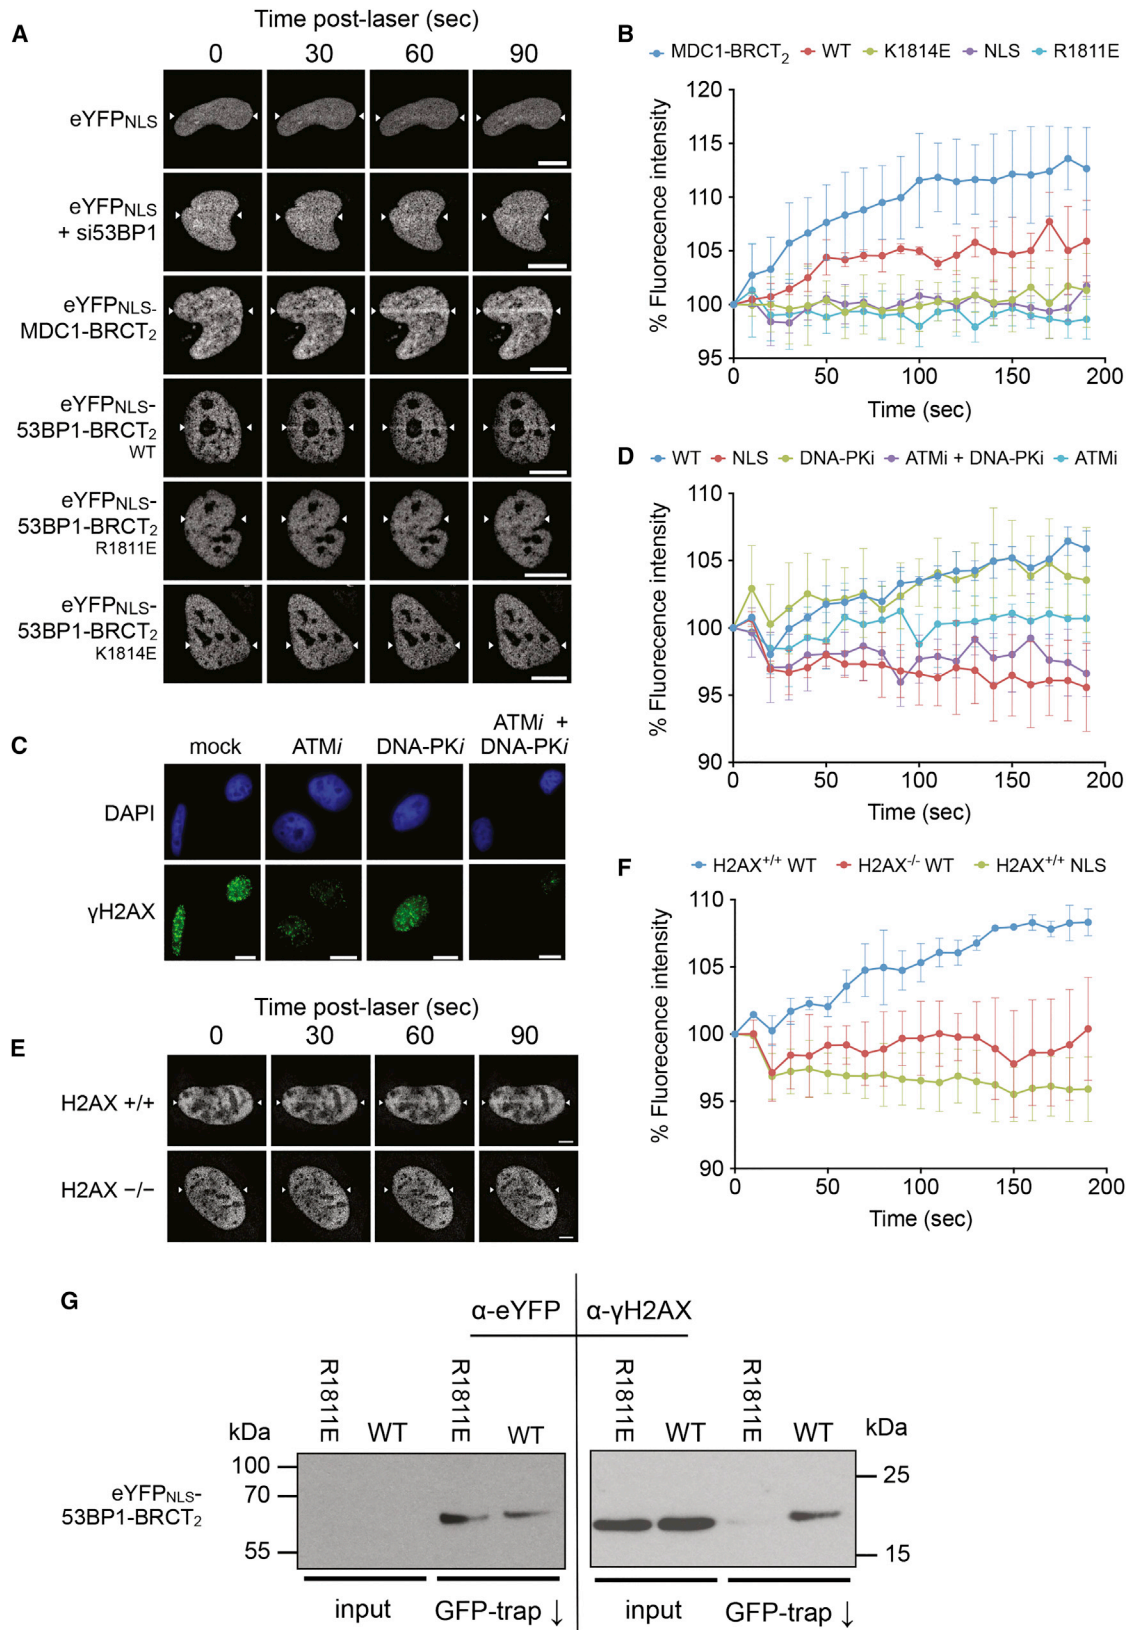 A
Time post-laser (sec)
0 30 60 90
eYFPNLS
eYFPNLS
+ si53BP1
eYFPNLS-
MDC1-BRCT2
eYFPNLS-
53BP1-BRCT2
WT
eYFPNLS-
53BP1-BRCT2
R1811E
eYFPNLS-
53BP1-BRCT2
K1814E
B
MDC1-BRCT2 WT K1814E NLS R1811E
% Fluorecence intensity
120
115
110
105
100
95
0 50 100 150 200
Time (sec)
C
mock ATMi DNA-PKi ATMi +
DNA-PKi
DAPI
γH2AX
D
WT NLS DNA-PKi ATMi + DNA-PKi ATMi
% Fluorecence intensity
110
105
100
95
90
0 50 100 150 200
Time (sec)
E
Time post-laser (sec)
0 30 60 90
H2AX +/+
H2AX −/−
F
H2AX+/+ WT H2AX-/- WT H2AX+/+ NLS
% Fluorecence intensity
110
105
100
95
90
0 50 100 150 200
Time (sec)
G
α-eYFP α-γH2AX
R1811E WT R1811E WT R1811E WT R1811E WT
kDa
100
70
55
eYFPNLS-
53BP1-BRCT2
kDa
25
15
input GFP-trap ↓ input GFP-trap ↓